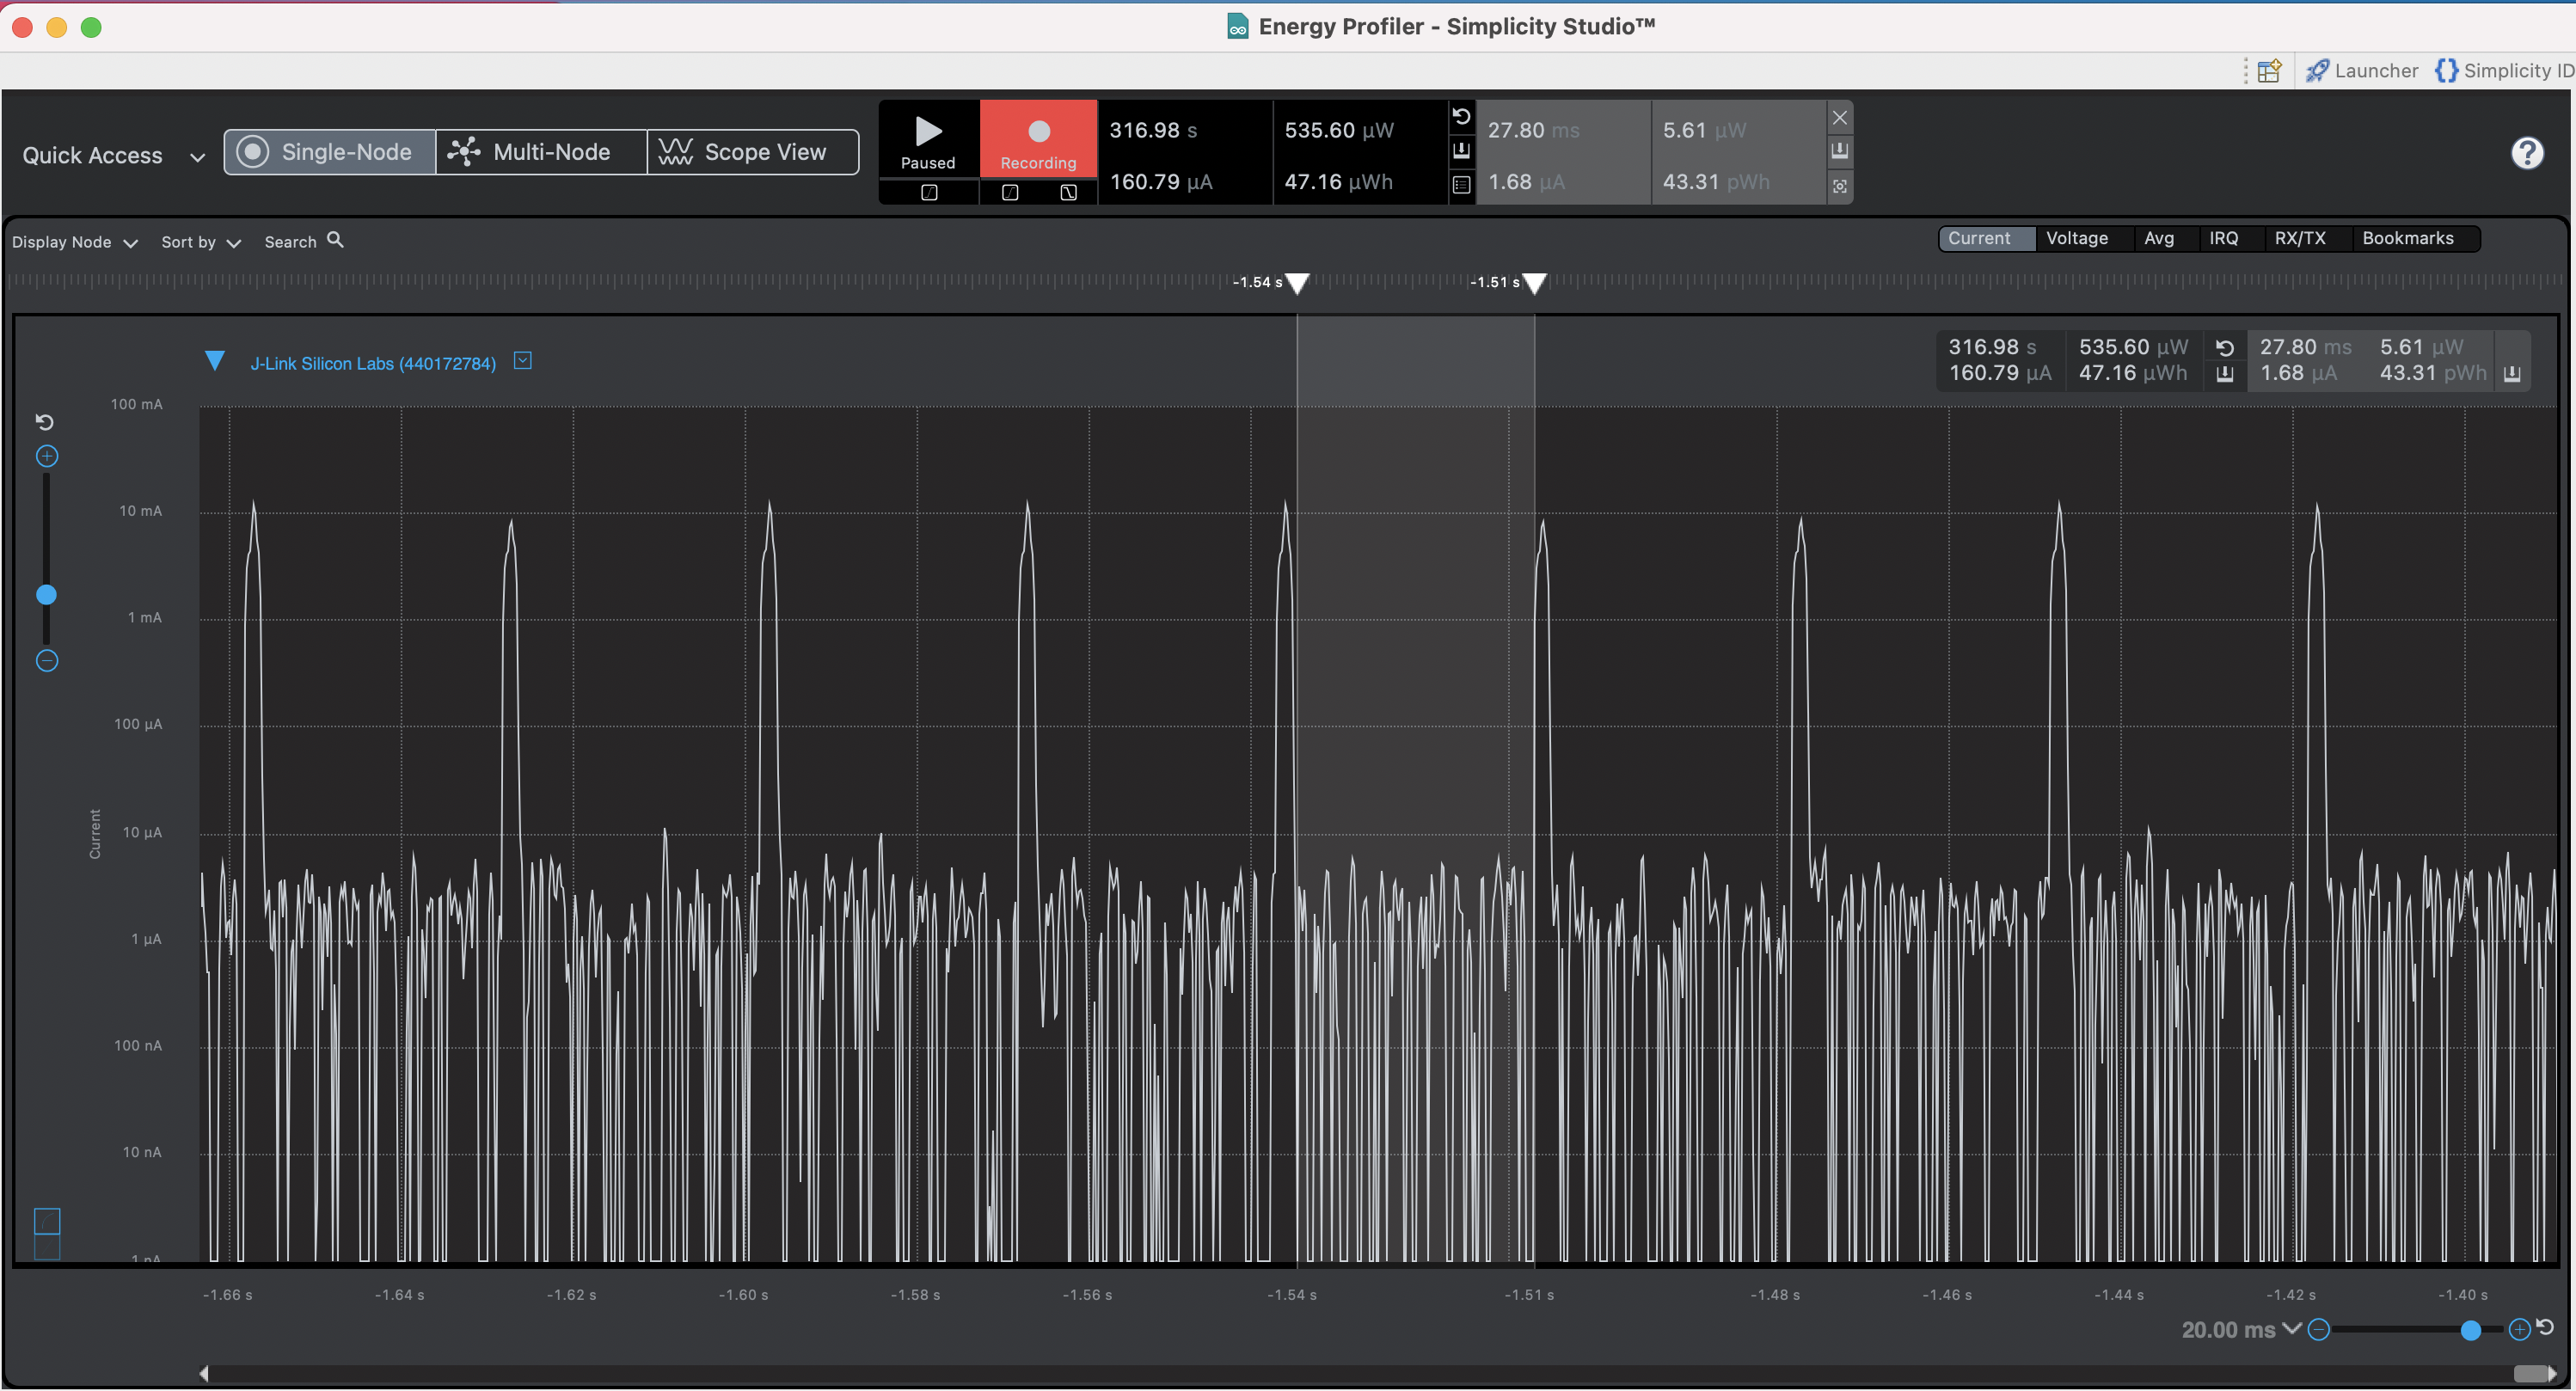 Energy Profiler - Simplicity Studio™
Launcher
Simplicity ID
Quick Access
Single-Node
Multi-Node
Scope View
Paused
Recording
316.98 s
535.60 µW
160.79 µA
47.16 µWh
27.80 ms
5.61 µW
1.68 µA
43.31 pWh
?
Display Node
Sort by
Search
Current
Voltage
Avg
IRQ
RX/TX
Bookmarks
-1.54 s
-1.51 s
J-Link Silicon Labs (440172784)
316.98 s 535.60 µW
160.79 µA 47.16 µWh
27.80 ms 5.61 µW
1.68 µA 43.31 pWh
100 mA
10 mA
1 mA
100 µA
10 µA
1 µA
100 nA
10 nA
1 nA
Current
-1.66 s
-1.64 s
-1.62 s
-1.60 s
-1.58 s
-1.56 s
-1.54 s
-1.51 s
-1.48 s
-1.46 s
-1.44 s
-1.42 s
-1.40 s
20.00 ms